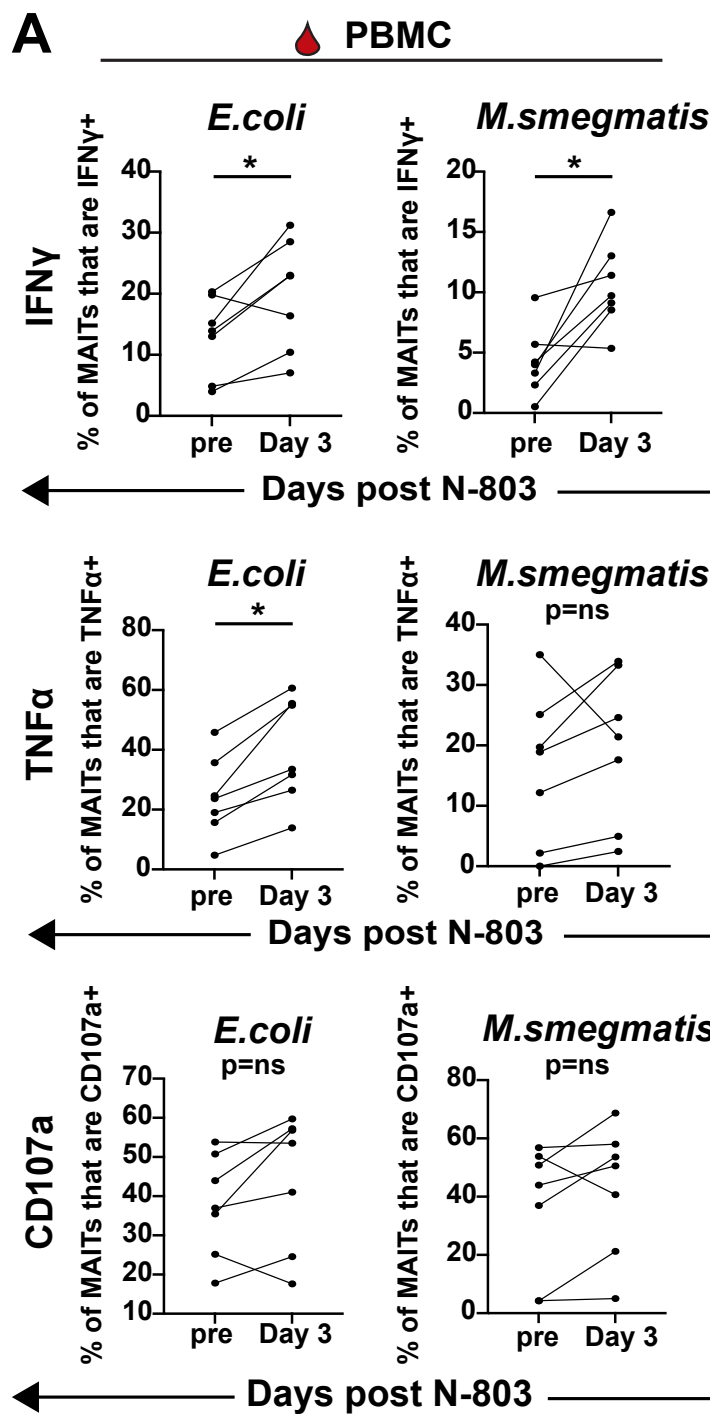 A
PBMC
E.coli
M.smegmatis
IFNγ
% of MAITs that are IFNγ+
40
30
20
10
0
*
pre
Day 3
% of MAITs that are IFNγ+
20
15
10
5
0
*
pre
Day 3
Days post N-803
E.coli
M.smegmatis
TNFα
% of MAITs that are TNFα+
80
60
40
20
0
*
pre
Day 3
% of MAITs that are TNFα+
p=ns
40
30
20
10
0
pre
Day 3
Days post N-803
E.coli
M.smegmatis
CD107a
% of MAITs that are CD107a+
p=ns
70
60
50
40
30
20
10
pre
Day 3
% of MAITs that are CD107a+
p=ns
80
60
40
20
0
pre
Day 3
Days post N-803